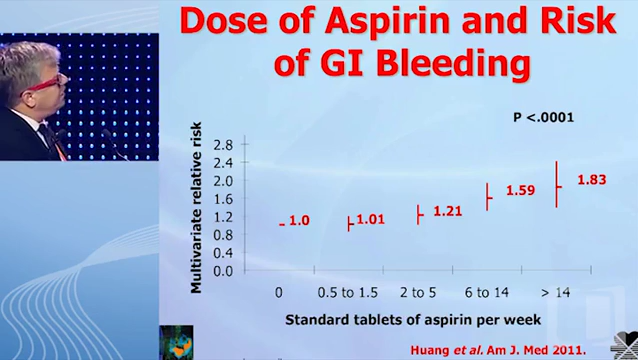 Dose of Aspirin and Risk
of GI Bleeding
P <.0001
Multivariate relative risk
2.8
2.4
2.0
1.6
1.2
0.8
0.4
0.0
1.0
1.01
1.21
1.59
1.83
0
0.5 to 1.5
2 to 5
6 to 14
> 14
Standard tablets of aspirin per week
Huang et al. Am J. Med 2011.